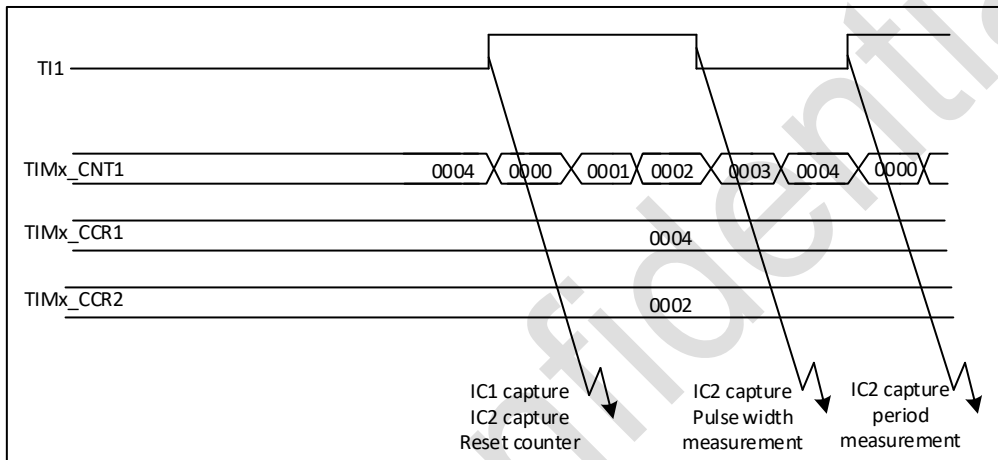 TI1
TIMx_CNT1
0004 0000 0001 0002 0003 0004 0000
TIMx_CCR1
0004
TIMx_CCR2
0002
IC1 capture
IC2 capture
Reset counter
IC2 capture
Pulse width
measurement
IC2 capture
period
measurement
nfidentia